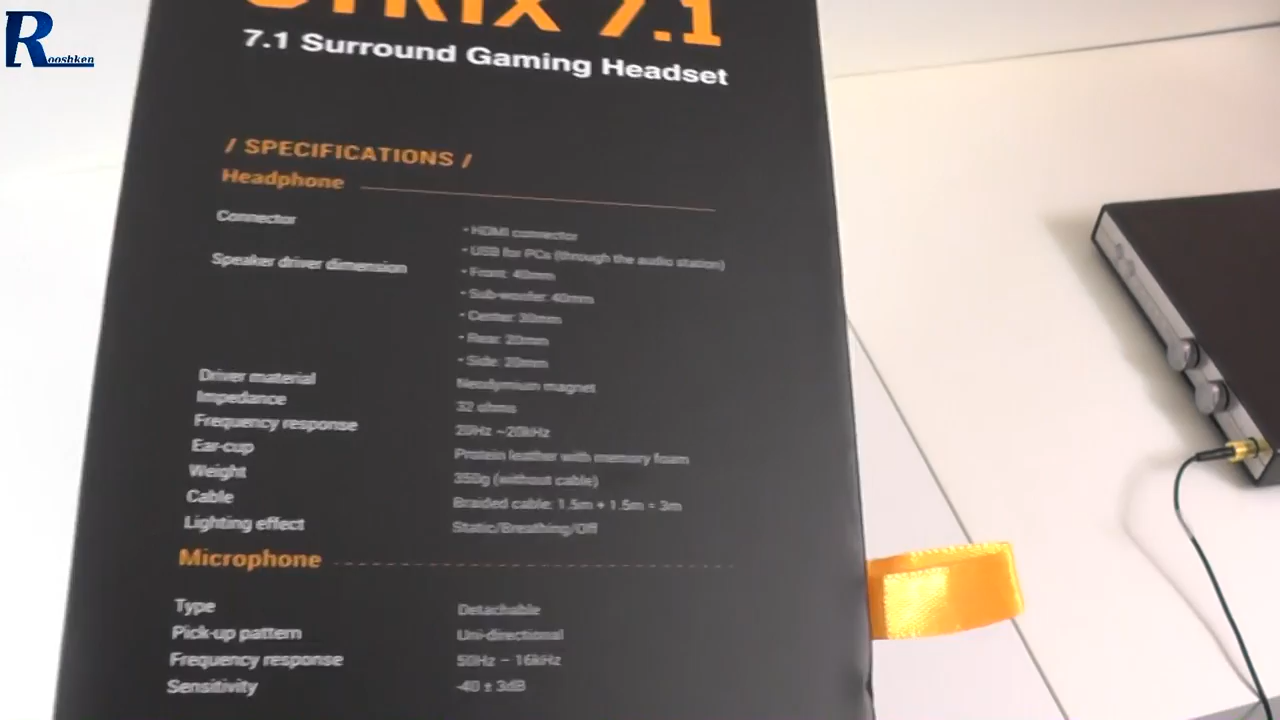 Rooshken
STRIX 7.1
7.1 Surround Gaming Headset
/ SPECIFICATIONS /
Headphone
Connector
• HDMI connector
• USB for PCs (through the audio station)
Speaker driver dimension
• Front: 40mm
• Sub-woofer: 40mm
• Center: 30mm
• Rear: 20mm
• Side: 20mm
Driver material Neodymium magnet
Impedance 32 ohms
Frequency response 20Hz ~20kHz
Ear-cup Protein leather with memory foam
Weight 350g (without cable)
Cable Braided cable: 1.5m + 1.5m = 3m
Lighting effect Static/Breathing/Off
Microphone
Type Detachable
Pick-up pattern Uni-directional
Frequency response 50Hz ~ 16kHz
Sensitivity -40 ± 3dB